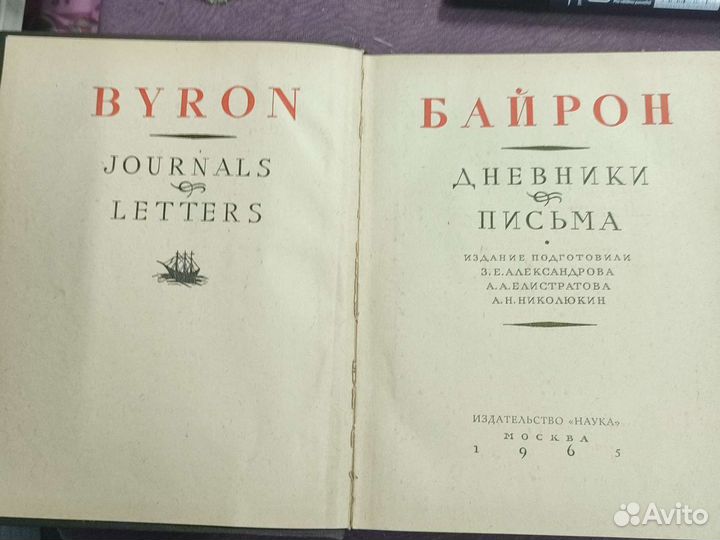 BYRON
JOURNALS
LETTERS
БАЙРОН
ДНЕВНИКИ
ПИСЬМА
ИЗДАНИЕ ПОДГОТОВИЛИ
З.Е.АЛЕКСАНДРОВА
А.А.ЕЛИСТРАТОВА
А.Н.НИКОЛЮКИН
ИЗДАТЕЛЬСТВО «НАУКА»
МОСКВА
1965
Avito